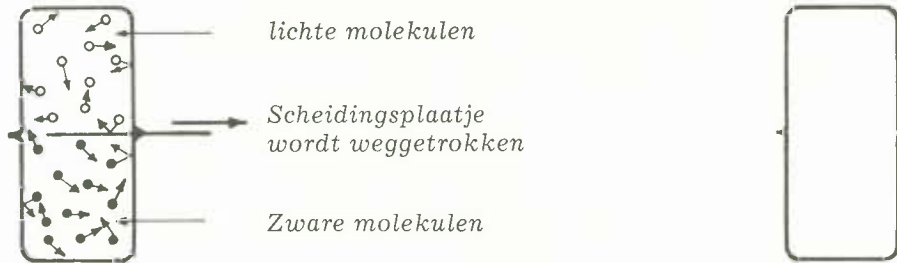 lichte molekulen
Scheidingsplaatje
wordt weggetrokken
Zware molekulen